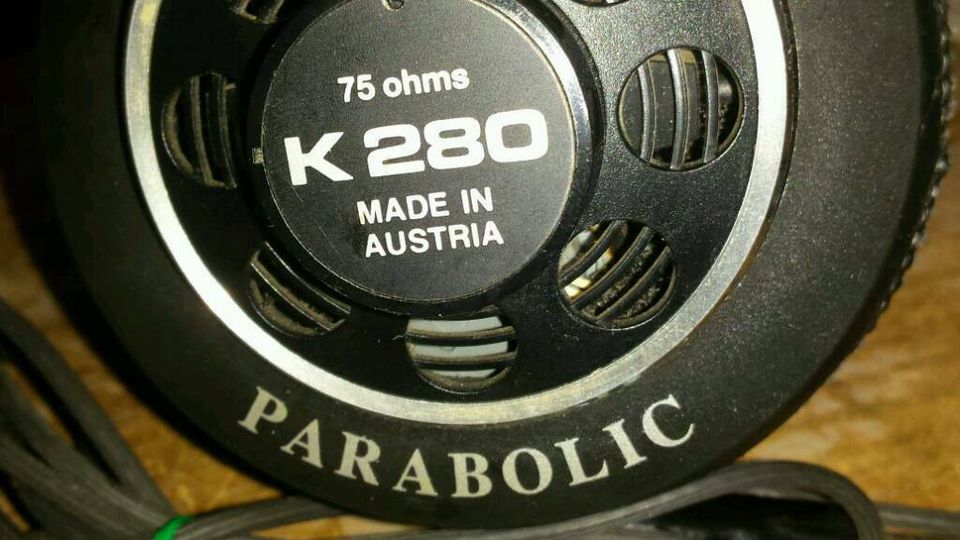 75 ohms
K 280
MADE IN
AUSTRIA
PARABOLIC